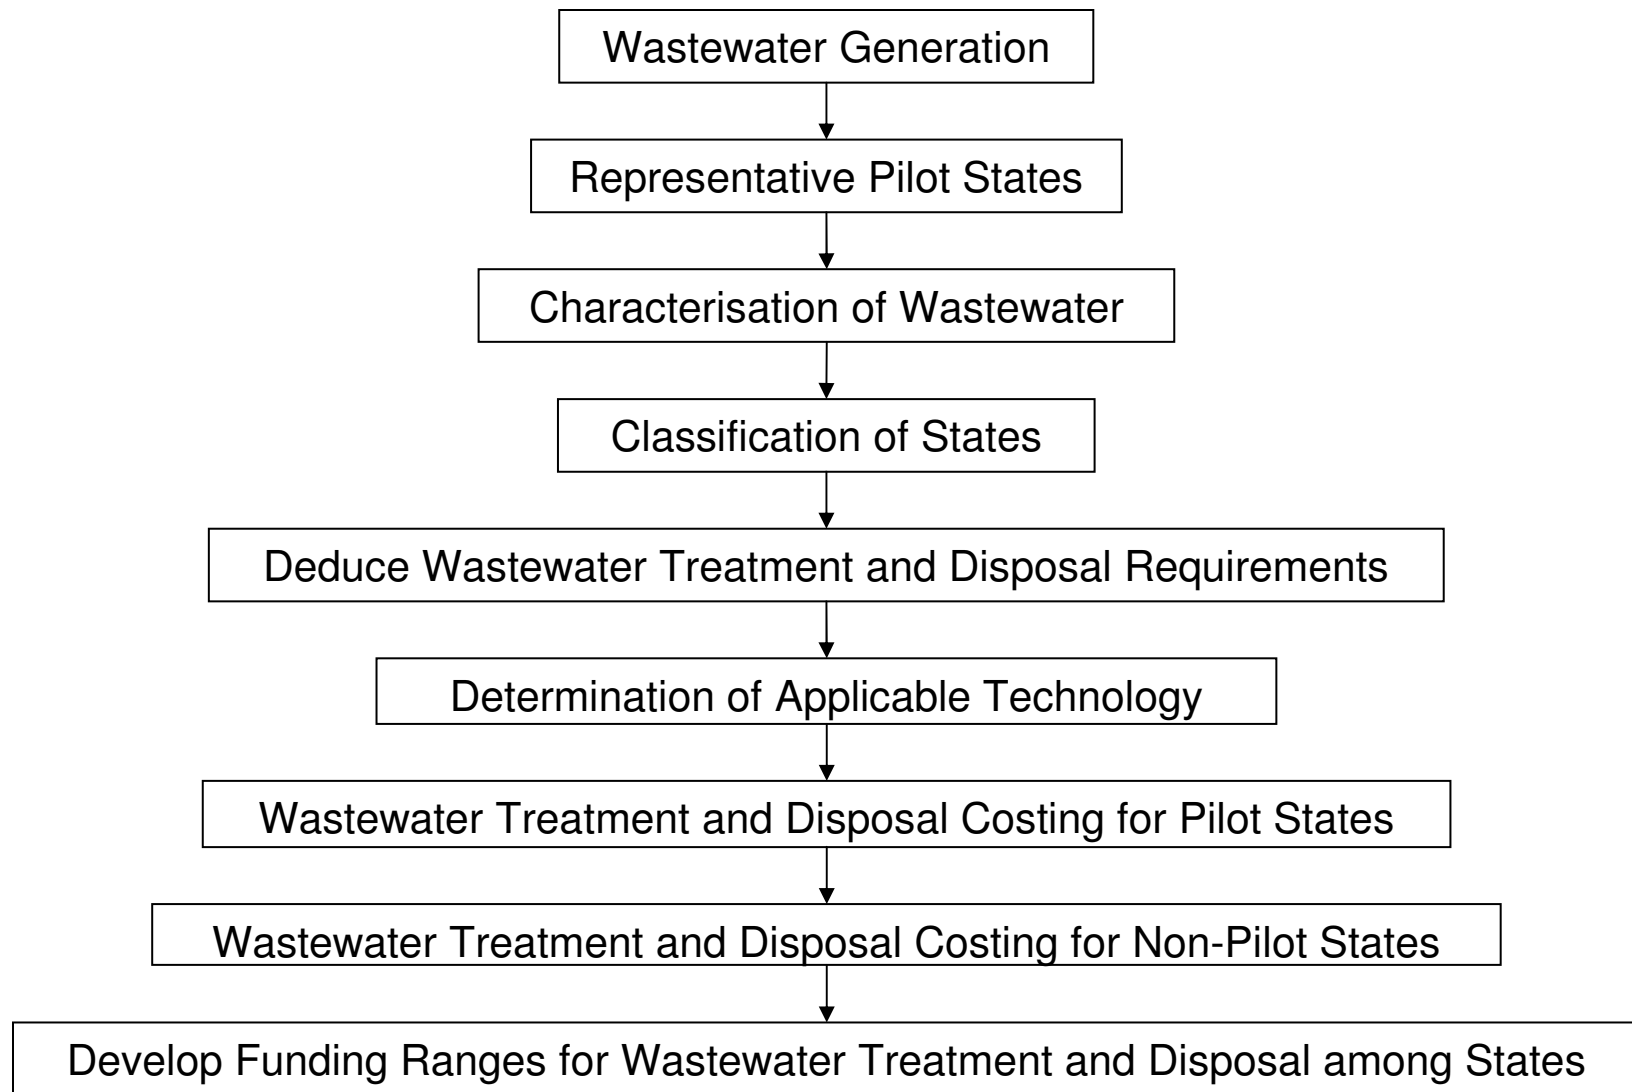 Wastewater Generation
Representative Pilot States
Characterisation of Wastewater
Classification of States
Deduce Wastewater Treatment and Disposal Requirements
Determination of Applicable Technology
Wastewater Treatment and Disposal Costing for Pilot States
Wastewater Treatment and Disposal Costing for Non-Pilot States
Develop Funding Ranges for Wastewater Treatment and Disposal among States